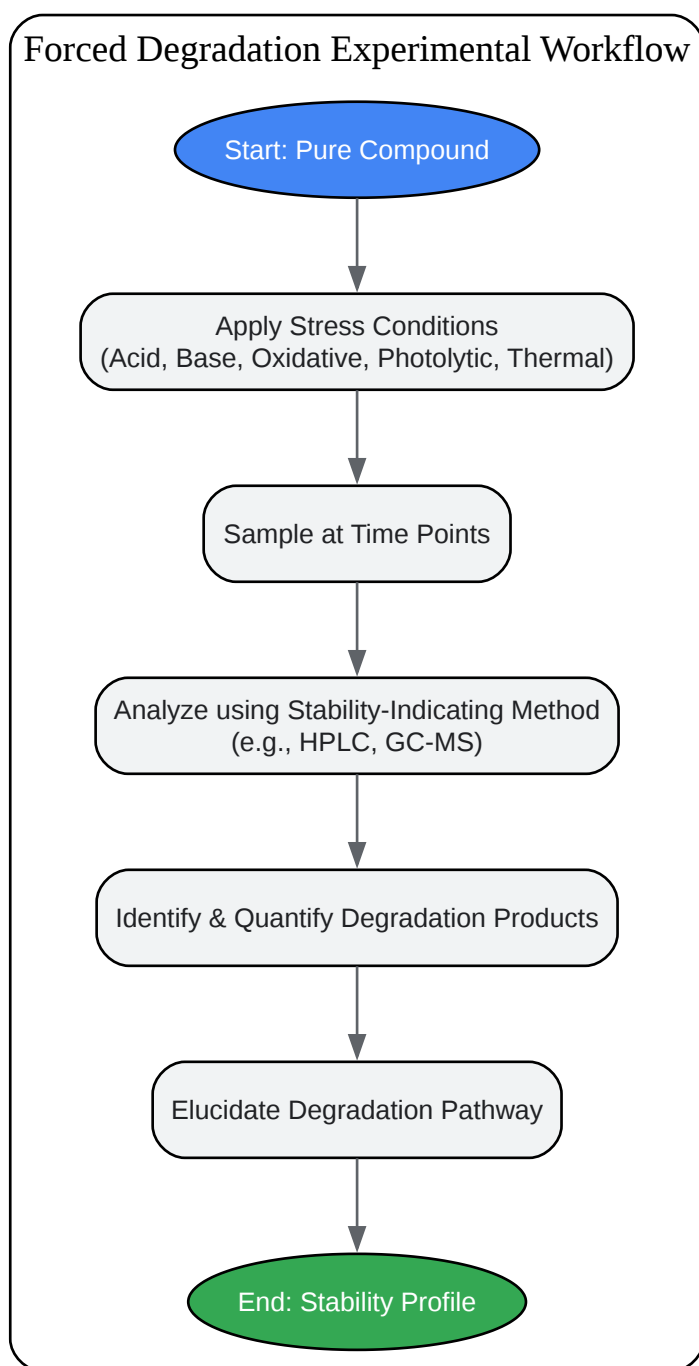 Forced Degradation Experimental Workflow
Start: Pure Compound
Apply Stress Conditions
(Acid, Base, Oxidative, Photolytic, Thermal)
Sample at Time Points
Analyze using Stability-Indicating Method
(e.g., HPLC, GC-MS)
Identify & Quantify Degradation Products
Elucidate Degradation Pathway
End: Stability Profile